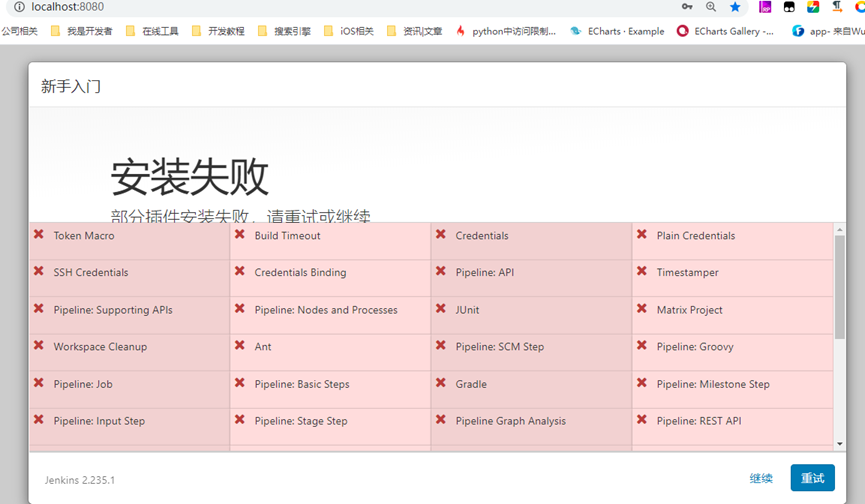 localhost:8080
公司相关 我是开发者 在线工具 开发教程 搜索引擎 iOS相关 资讯|文章 python中访问限制... ECharts · Example ECharts Gallery -... app- 来自Wu
新手入门
安装失败
部分插件安装失败，请重试或继续
Token Macro Build Timeout Credentials Plain Credentials
SSH Credentials Credentials Binding Pipeline: API Timestamper
Pipeline: Supporting APIs Pipeline: Nodes and Processes JUnit Matrix Project
Workspace Cleanup Ant Pipeline: SCM Step Pipeline: Groovy
Pipeline: Job Pipeline: Basic Steps Gradle Pipeline: Milestone Step
Pipeline: Input Step Pipeline: Stage Step Pipeline Graph Analysis Pipeline: REST API
Jenkins 2.235.1 继续 重试